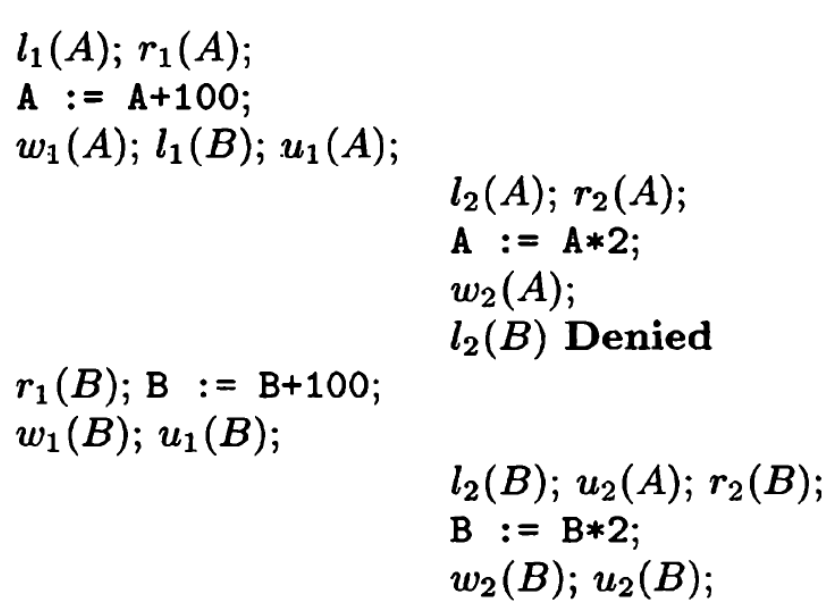 l₁(A); r₁(A);
A := A+100;
w₁(A); l₁(B); u₁(A);
l₂(A); r₂(A);
A := A*2;
w₂(A);
l₂(B) Denied
r₁(B); B := B+100;
w₁(B); u₁(B);
l₂(B); u₂(A); r₂(B);
B := B*2;
w₂(B); u₂(B);